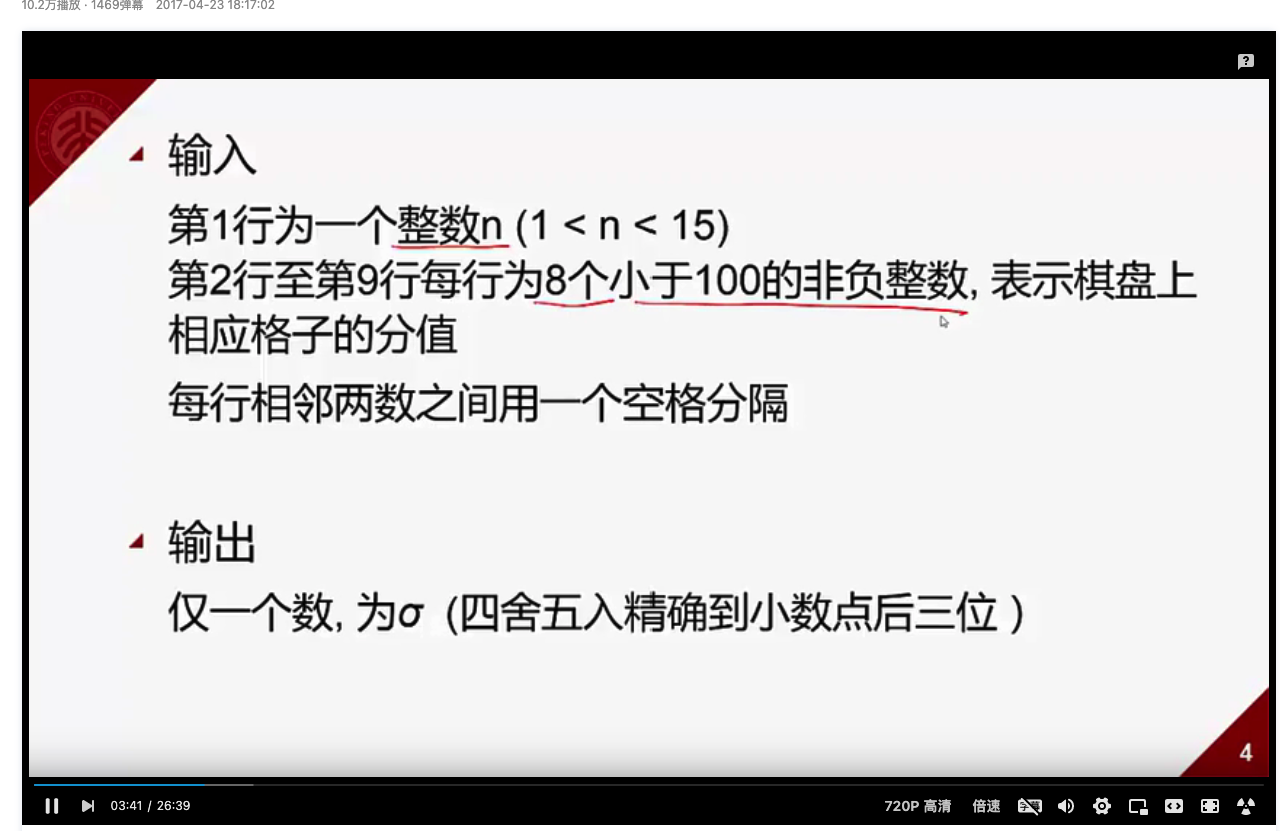 10.2万播放 · 1469弹幕 2017-04-23 18:17:02
输入
第1行为一个整数n (1 < n < 15)
第2行至第9行每行为8个小于100的非负整数, 表示棋盘上
相应格子的分值
每行相邻两数之间用一个空格分隔
输出
仅一个数, 为σ (四舍五入精确到小数点后三位 )
4
03:41 / 26:39
720P 高清
倍速